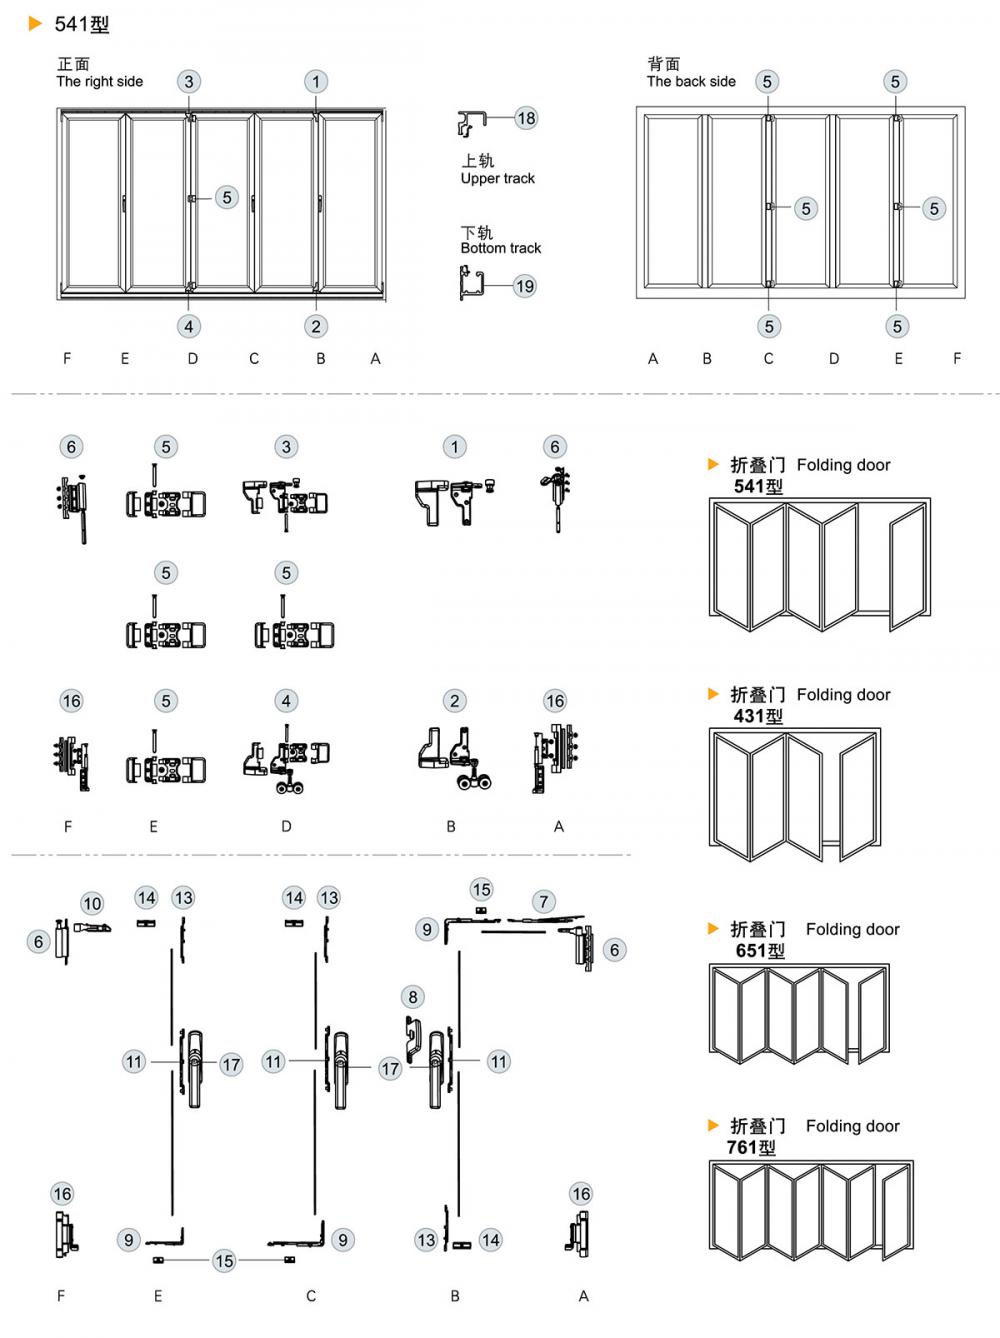 541型
正面
The right side
3
1
5
4
2
F E D C B A
18
上轨
Upper track
下轨
Bottom track
19
背面
The back side
5 5
5 5
5 5
A B C D E F
6 5 3 1 6
5 5
16 5 4 2 16
F E D B A
折叠门 Folding door
541型
折叠门 Folding door
431型
折叠门 Folding door
651型
折叠门 Folding door
761型
10 14 13 14 13 15 7
6 9 6
8
11 17 11 17 11
16 16
9 9 13 14
15
F E C B A